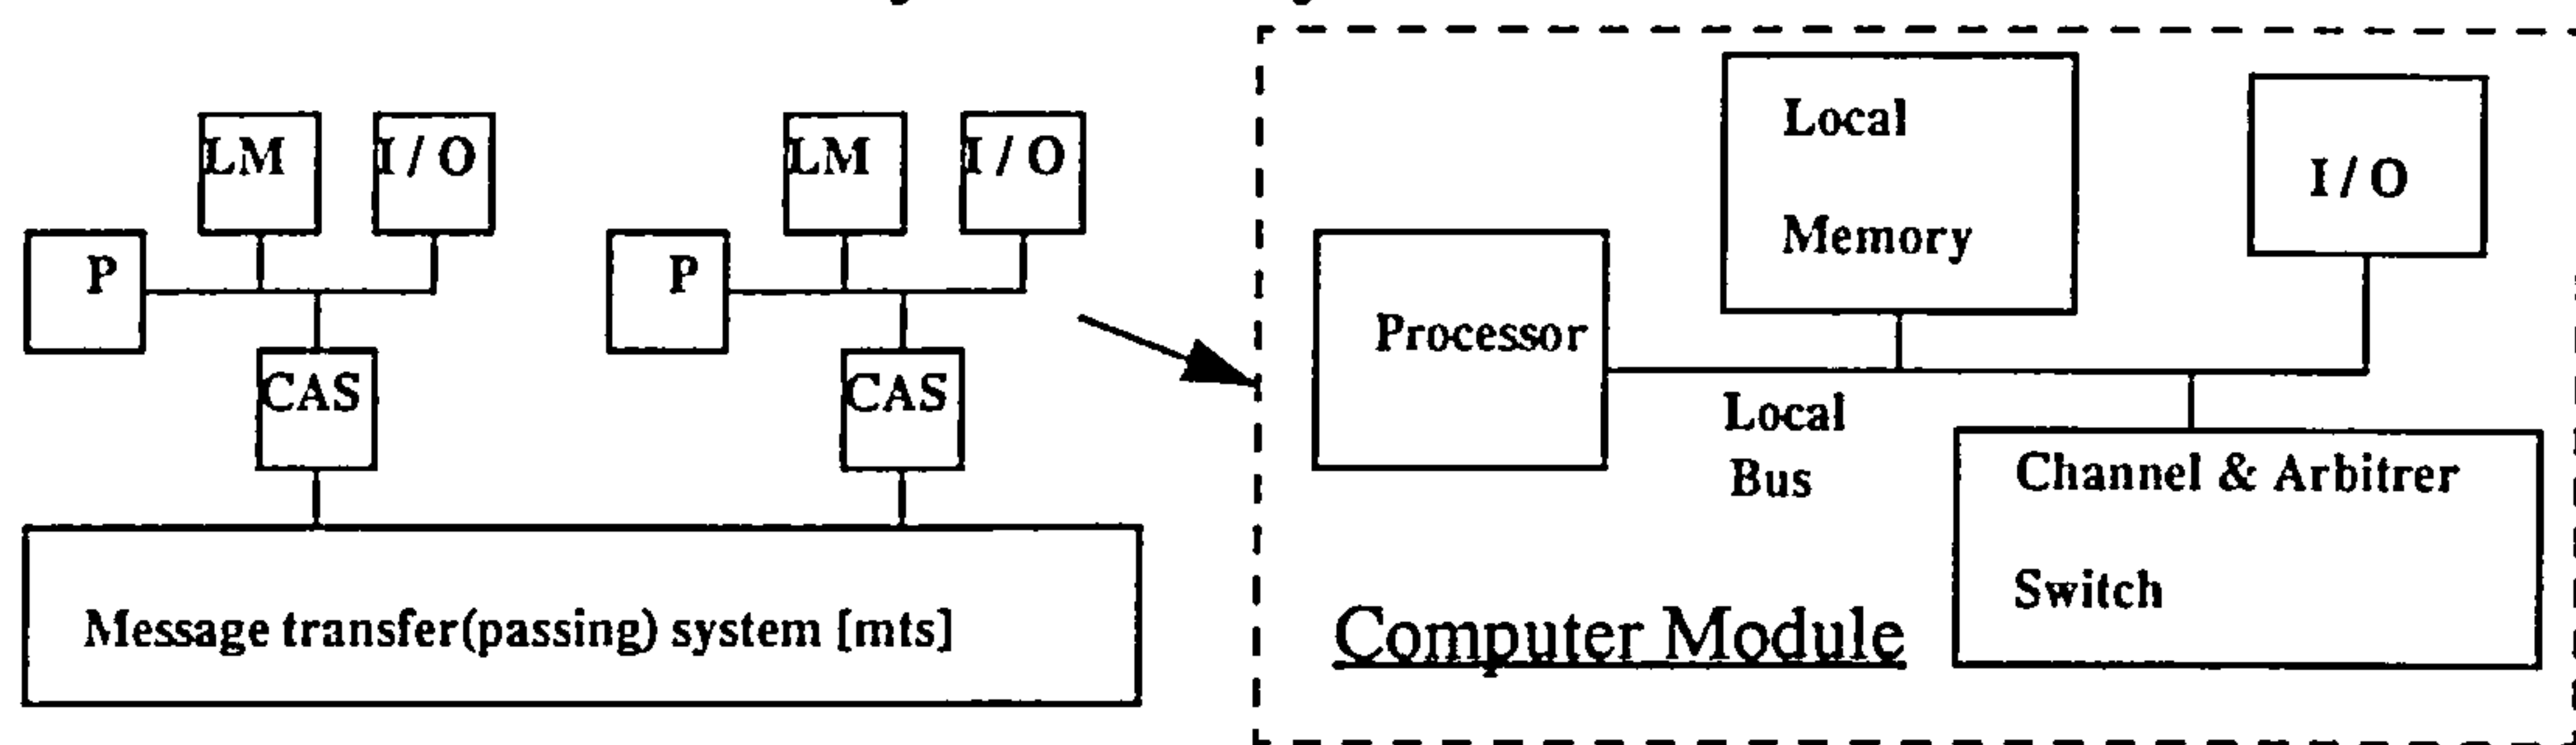 LM
I / O
P
CAS
LM
I / O
P
CAS
Message transfer(passing) system [mts]
Local
Memory
I / O
Processor
Local
Bus
Channel & Arbitrer
Switch
Computer Module